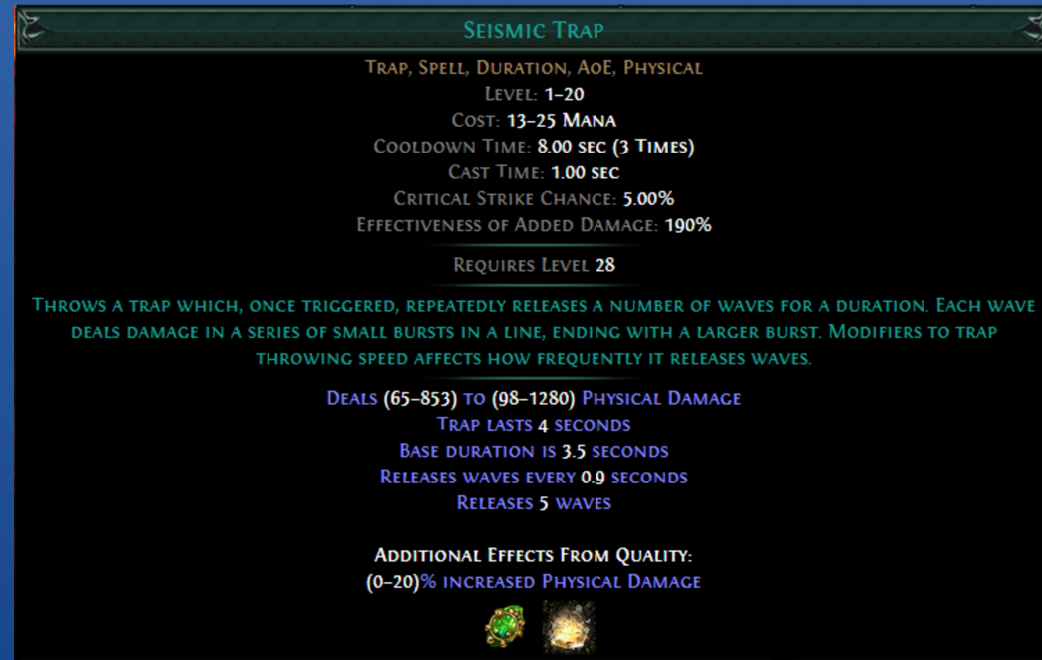 Seismic Trap
Trap, Spell, Duration, AoE, Physical
Level: 1–20
Cost: 13–25 Mana
Cooldown Time: 8.00 sec (3 Times)
Cast Time: 1.00 sec
Critical Strike Chance: 5.00%
Effectiveness of Added Damage: 190%
Requires Level 28
Throws a trap which, once triggered, repeatedly releases a number of waves for a duration. Each wave
deals damage in a series of small bursts in a line, ending with a larger burst. Modifiers to trap
throwing speed affects how frequently it releases waves.
Deals (65–853) to (98–1280) Physical Damage
Trap lasts 4 seconds
Base duration is 3.5 seconds
Releases waves every 0.9 seconds
Releases 5 waves
Additional Effects From Quality:
(0–20)% increased Physical Damage